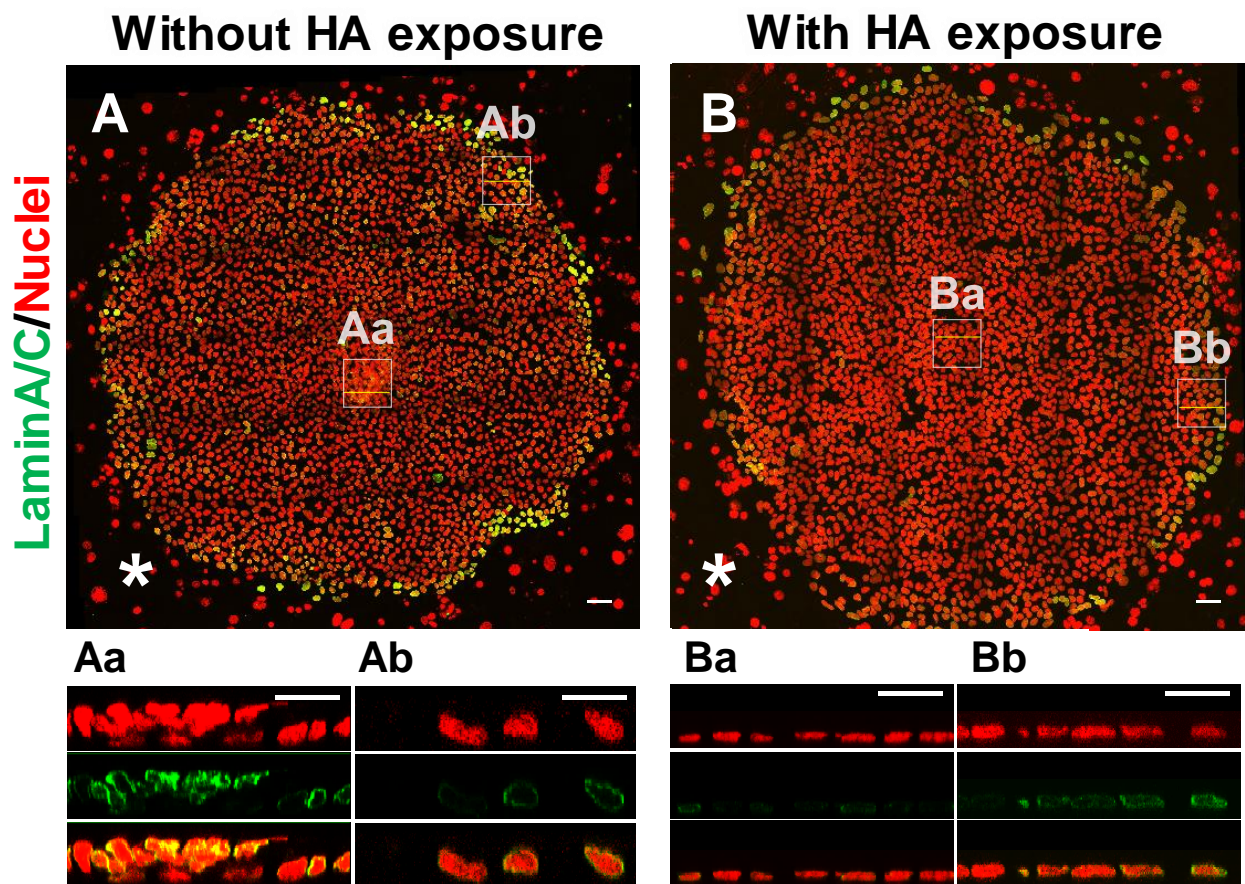 Without HA exposure
With HA exposure
LaminA/C/Nuclei
A
Ab
Aa
*
B
Ba
Bb
*
Aa
Ab
Ba
Bb